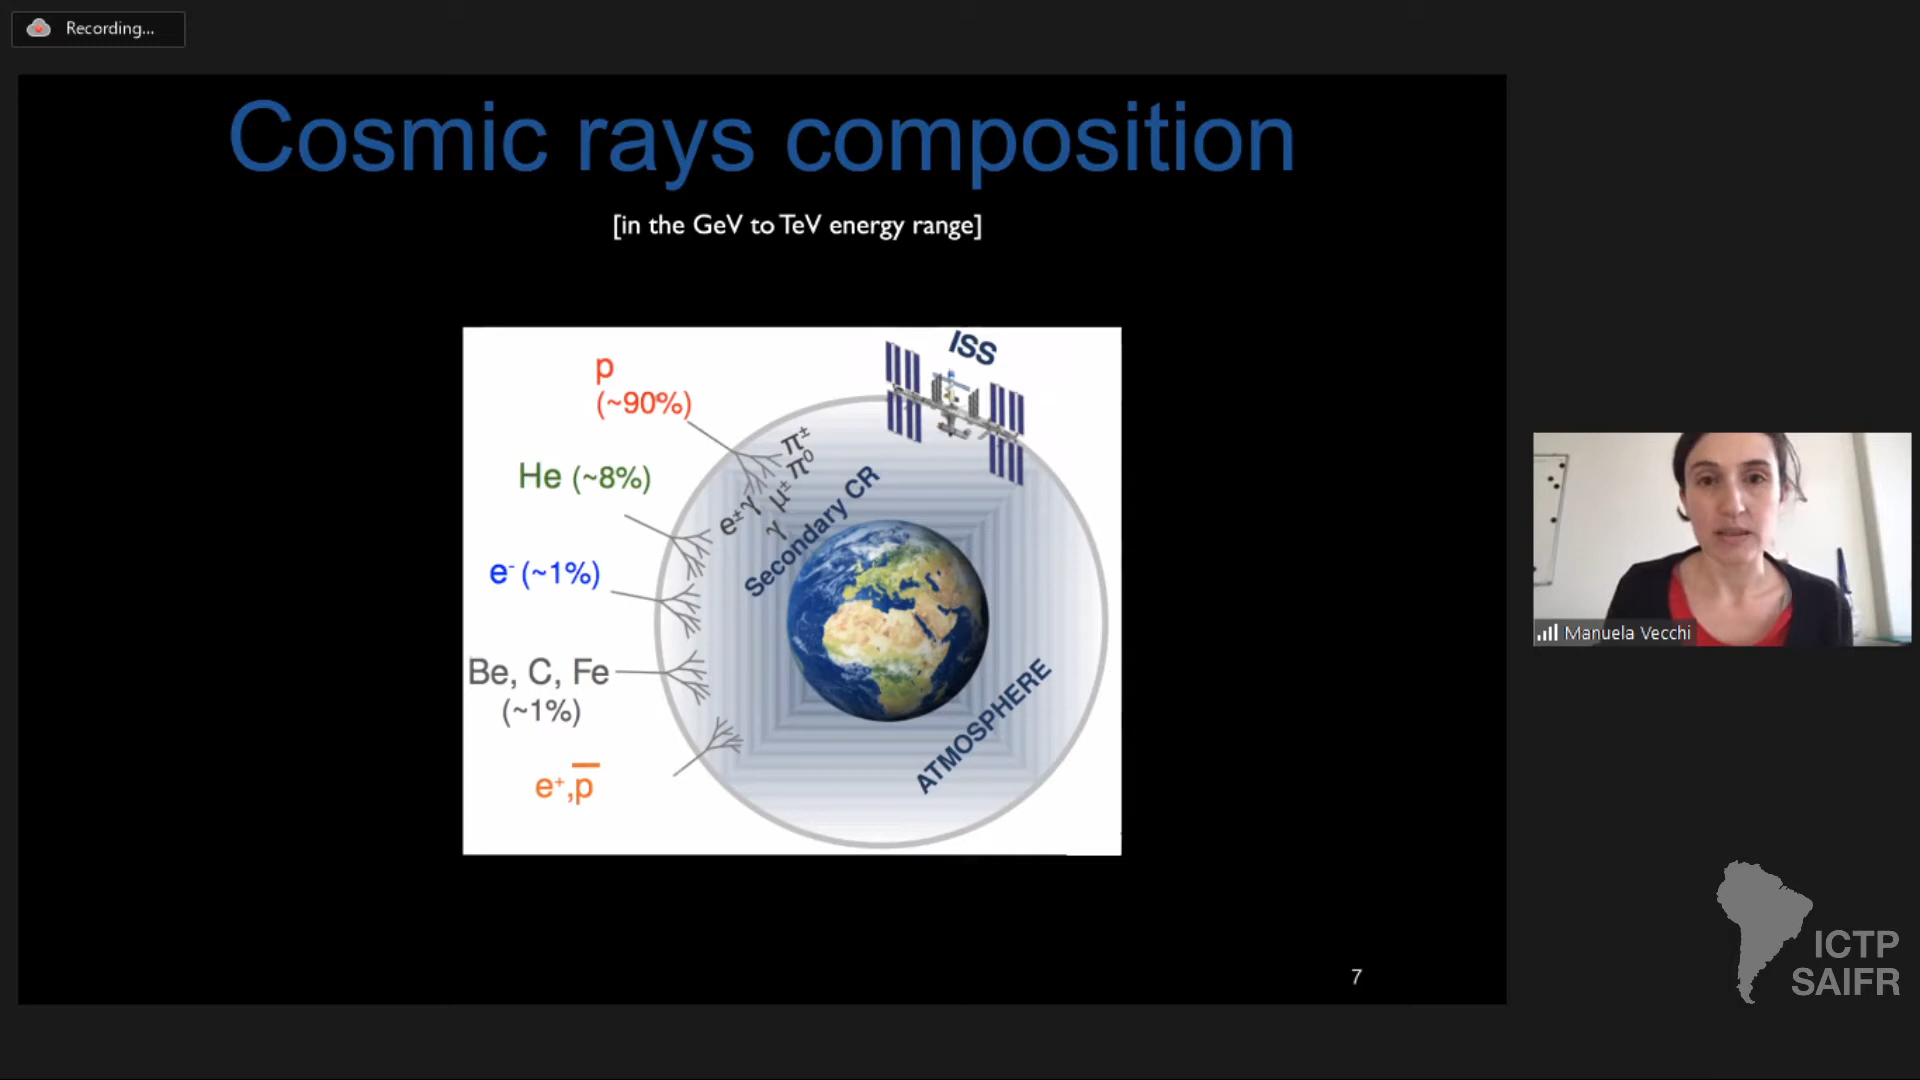 Recording...
Cosmic rays composition
[in the GeV to TeV energy range]
ISS
p
(~90%)
π±
π⁰
He (~8%)
Secondary CR
e±γ μ±
γ
e⁻ (~1%)
Be, C, Fe
(~1%)
ATMOSPHERE
e⁺,p̅
7
Manuela Vecchi
ICTP
SAIFR